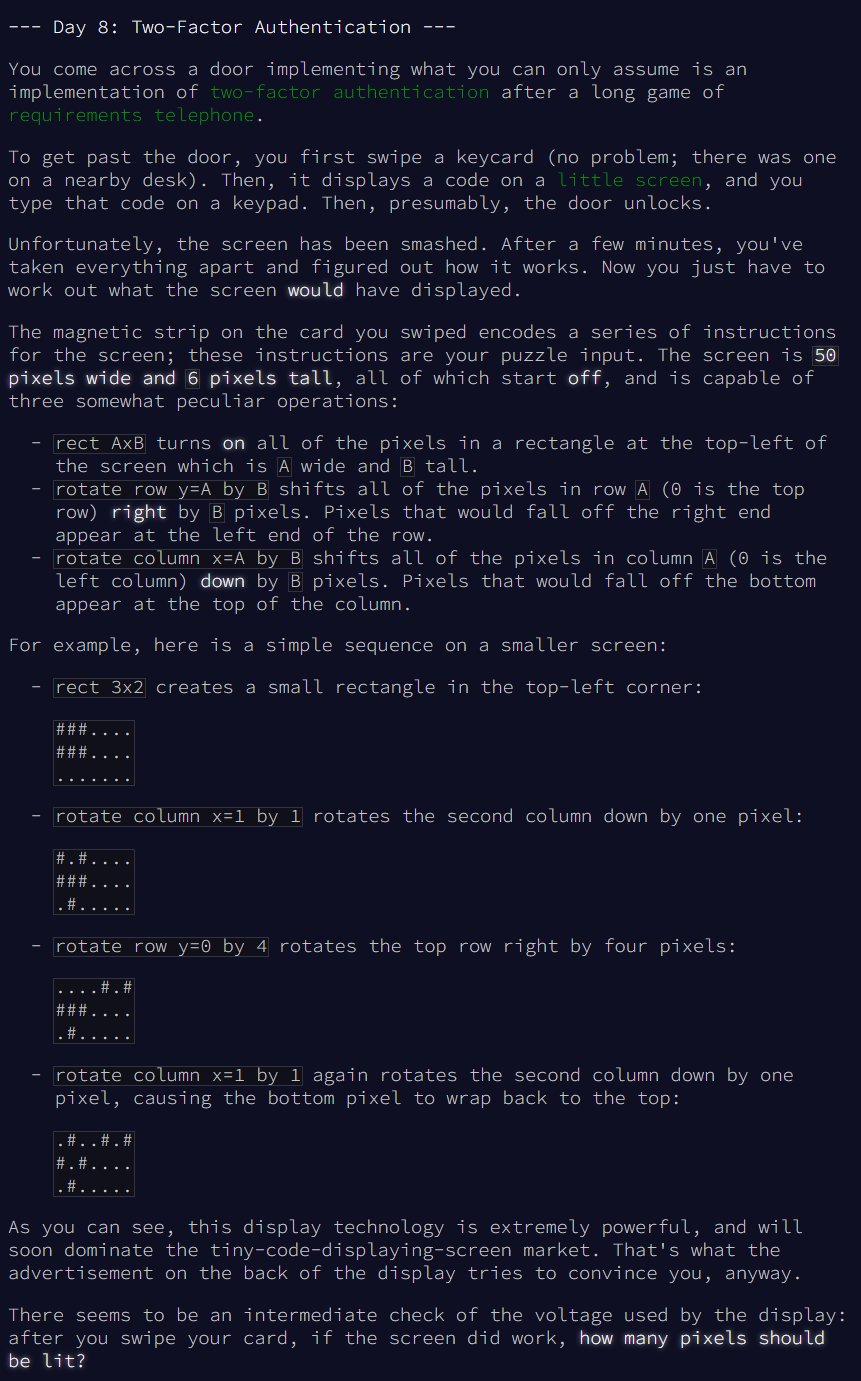 --- Day 8: Two-Factor Authentication ---
You come across a door implementing what you can only assume is an
implementation of two-factor authentication after a long game of
requirements telephone.
To get past the door, you first swipe a keycard (no problem; there was one
on a nearby desk). Then, it displays a code on a little screen, and you
type that code on a keypad. Then, presumably, the door unlocks.
Unfortunately, the screen has been smashed. After a few minutes, you've
taken everything apart and figured out how it works. Now you just have to
work out what the screen would have displayed.
The magnetic strip on the card you swiped encodes a series of instructions
for the screen; these instructions are your puzzle input. The screen is 50
pixels wide and 6 pixels tall, all of which start off, and is capable of
three somewhat peculiar operations:
- rect AxB turns on all of the pixels in a rectangle at the top-left of
the screen which is A wide and B tall.
- rotate row y=A by B shifts all of the pixels in row A (0 is the top
row) right by B pixels. Pixels that would fall off the right end
appear at the left end of the row.
- rotate column x=A by B shifts all of the pixels in column A (0 is the
left column) down by B pixels. Pixels that would fall off the bottom
appear at the top of the column.
For example, here is a simple sequence on a smaller screen:
- rect 3x2 creates a small rectangle in the top-left corner:
###....
###....
.......
- rotate column x=1 by 1 rotates the second column down by one pixel:
#.#....
###....
.#.....
- rotate row y=0 by 4 rotates the top row right by four pixels:
....#.#
###....
.#.....
- rotate column x=1 by 1 again rotates the second column down by one
pixel, causing the bottom pixel to wrap back to the top:
.#..#.#
#.#....
.#.....
As you can see, this display technology is extremely powerful, and will
soon dominate the tiny-code-displaying-screen market. That's what the
advertisement on the back of the display tries to convince you, anyway.
There seems to be an intermediate check of the voltage used by the display:
after you swipe your card, if the screen did work, how many pixels should
be lit?